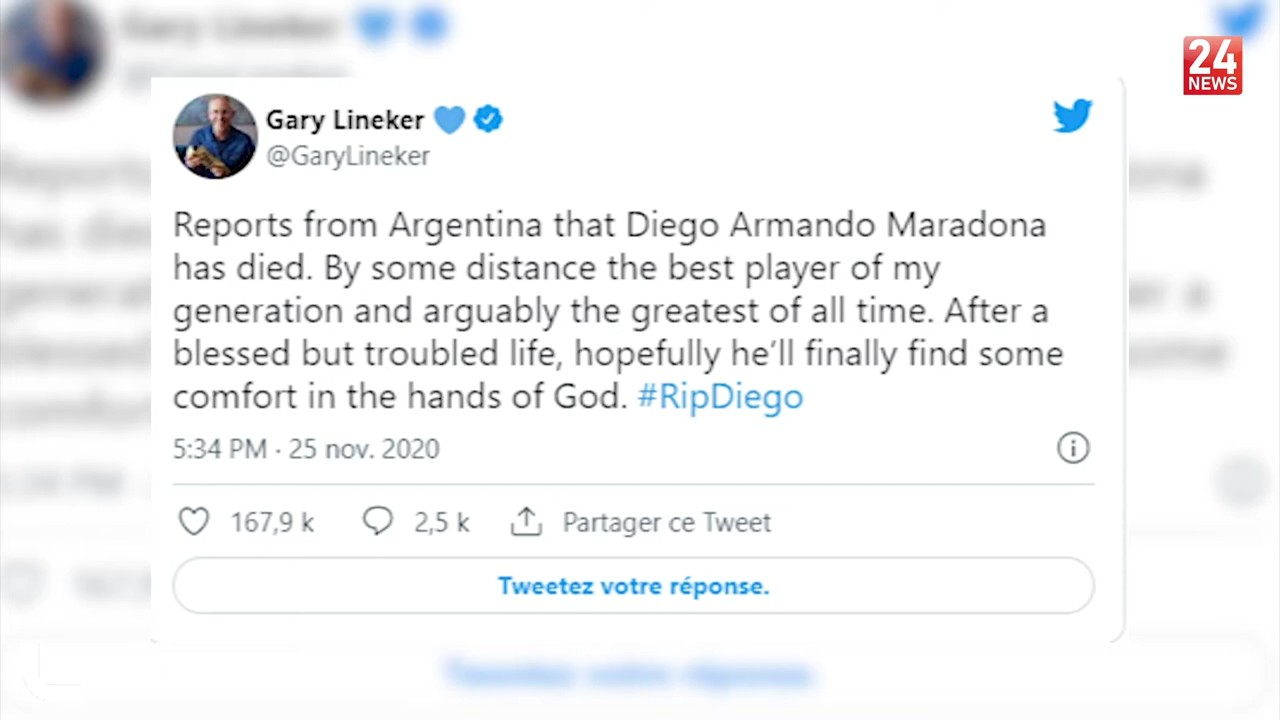 24
NEWS
Gary Lineker
@GaryLineker
Reports from Argentina that Diego Armando Maradona
has died. By some distance the best player of my
generation and arguably the greatest of all time. After a
blessed but troubled life, hopefully he’ll finally find some
comfort in the hands of God. #RipDiego
5:34 PM · 25 nov. 2020
167,9 k 2,5 k Partager ce Tweet
Tweetez votre réponse.